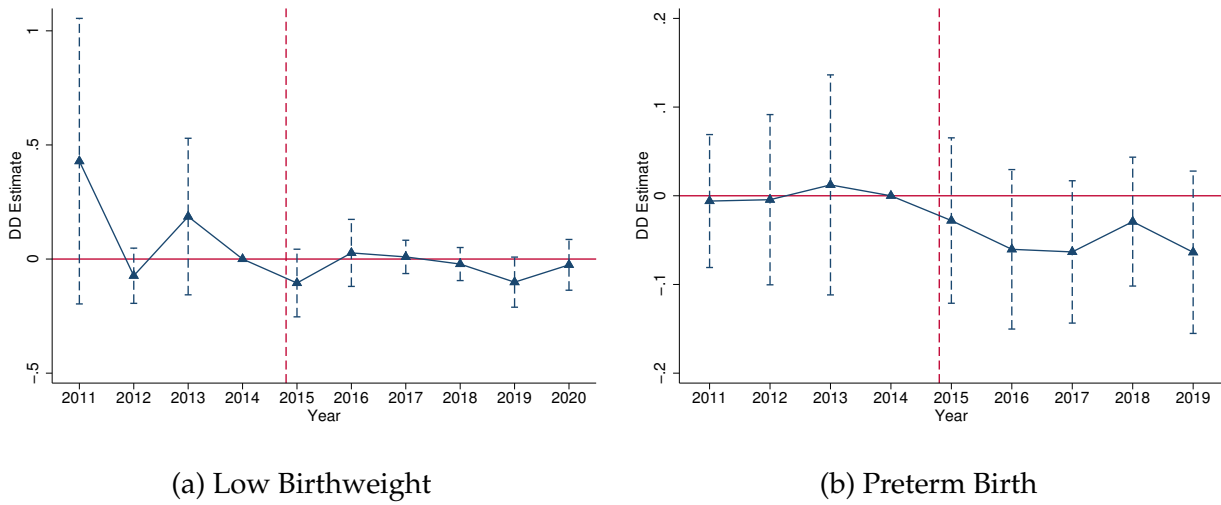 1
.5
0
-.5
DD Estimate
2011 2012 2013 2014 2015 2016 2017 2018 2019 2020
Year
(a) Low Birthweight
.2
.1
0
-.1
-.2
DD Estimate
2011 2012 2013 2014 2015 2016 2017 2018 2019
Year
(b) Preterm Birth